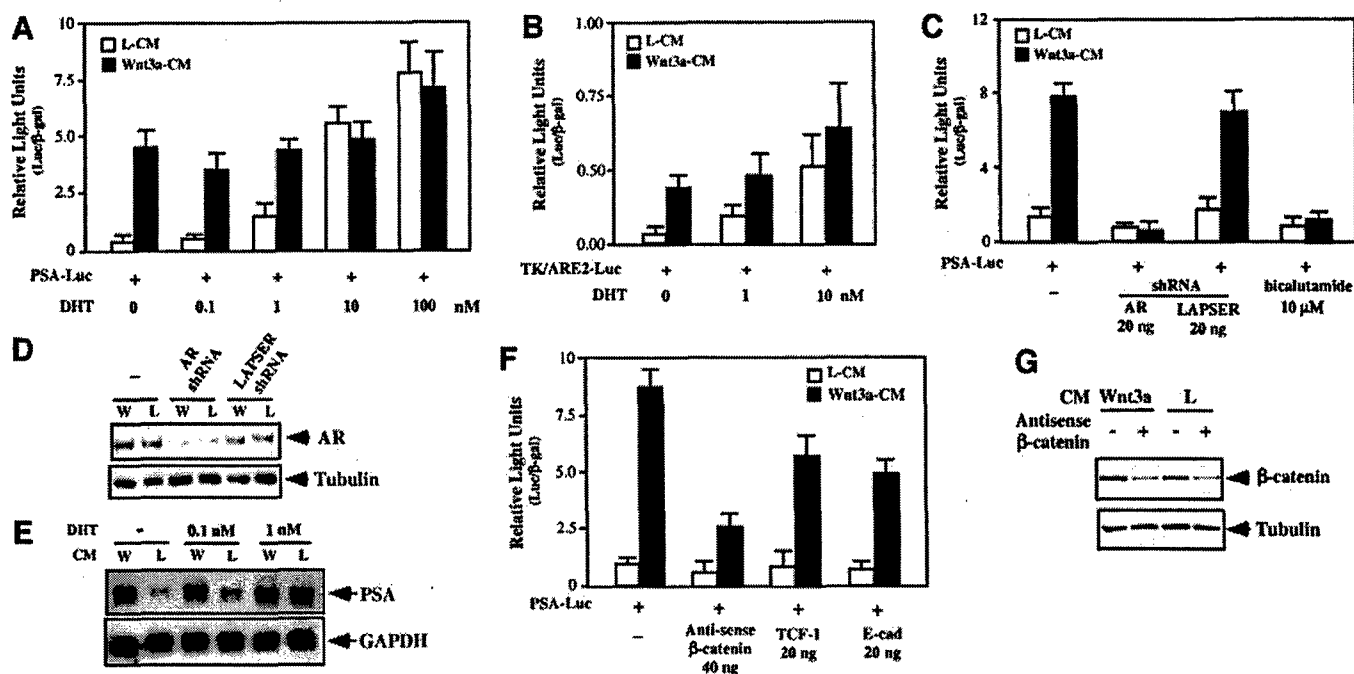 A
Relative Light Units
(Luc/β-gal)
10
7.5
5.0
2.5
0
L-CM
Wnt3a-CM
PSA-Luc + + + + +
DHT 0 0.1 1 10 100 nM
B
Relative Light Units
(Luc/β-gal)
1.00
0.75
0.50
0.00
L-CM
Wnt3a-CM
TK/ARE2-Luc + + +
DHT 0 1 10 nM
C
Relative Light Units
(Luc/β-gal)
12
8
4
0
L-CM
Wnt3a-CM
PSA-Luc + + + +
– shRNA bicalutamide
AR LAPSER 10 µM
20 ng 20 ng
D
– AR shRNA LAPSER shRNA
W L W L W L
AR
Tubulin
E
DHT - 0.1 nM 1 nM
CM W L W L W L
PSA
GAPDH
F
Relative Light Units
(Luc/β-gal)
10
7.5
5.0
2.5
0
L-CM
Wnt3a-CM
PSA-Luc + + + +
– Anti-sense TCF-1 E-cad
β-catenin 20 ng 20 ng
40 ng
G
CM Wnt3a L
Antisense
β-catenin - + - +
β-catenin
Tubulin